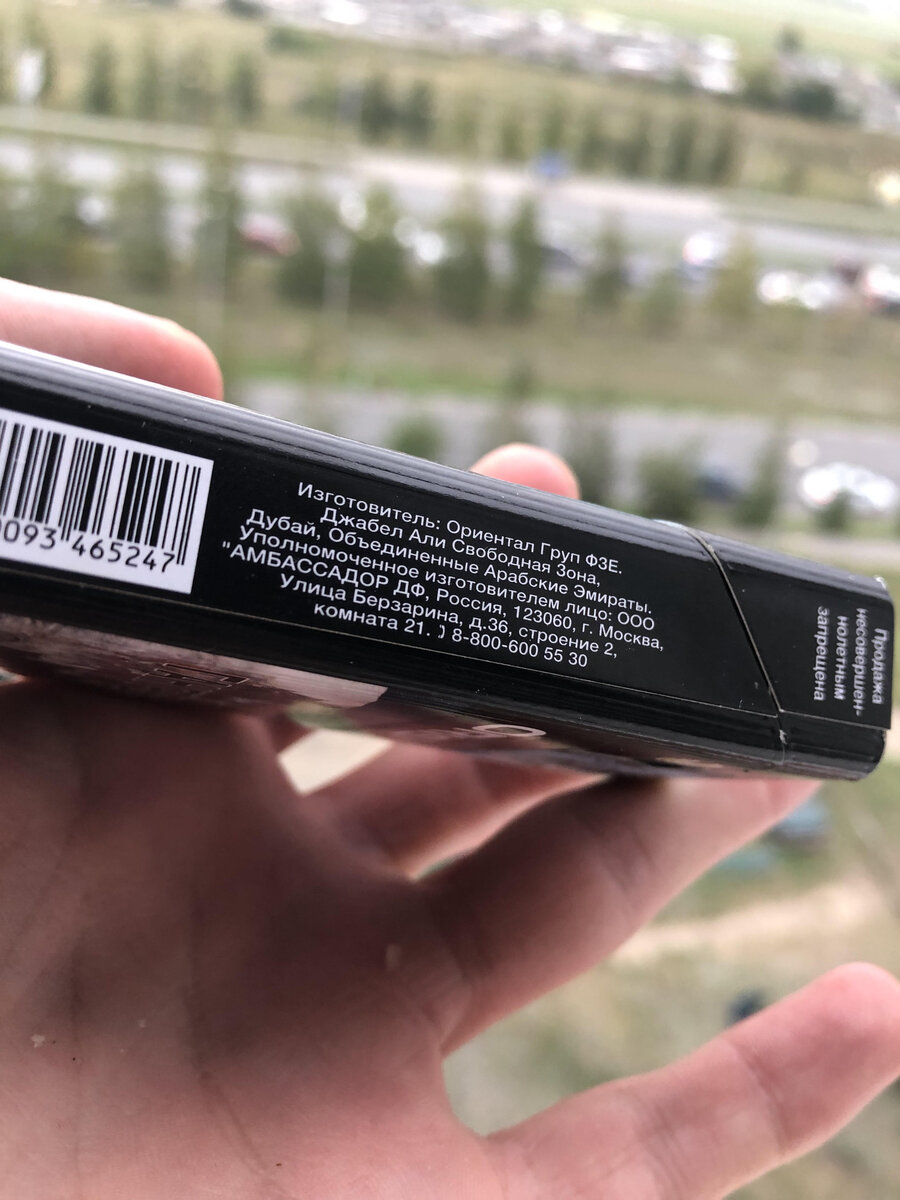 093 465247
Изготовитель: Ориентал Груп ФЗЕ.
Джабел Али Свободная Зона,
Дубай, Объединенные Арабские Эмираты.
Уполномоченное изготовителем лицо: ООО
"АМБАССАДОР ДФ, Россия, 123060, г. Москва,
Улица Берзарина, д.36, строение 2,
комната 21. 8-800-600 55 30
Продажа
несовершен-
нолетным
запрещена